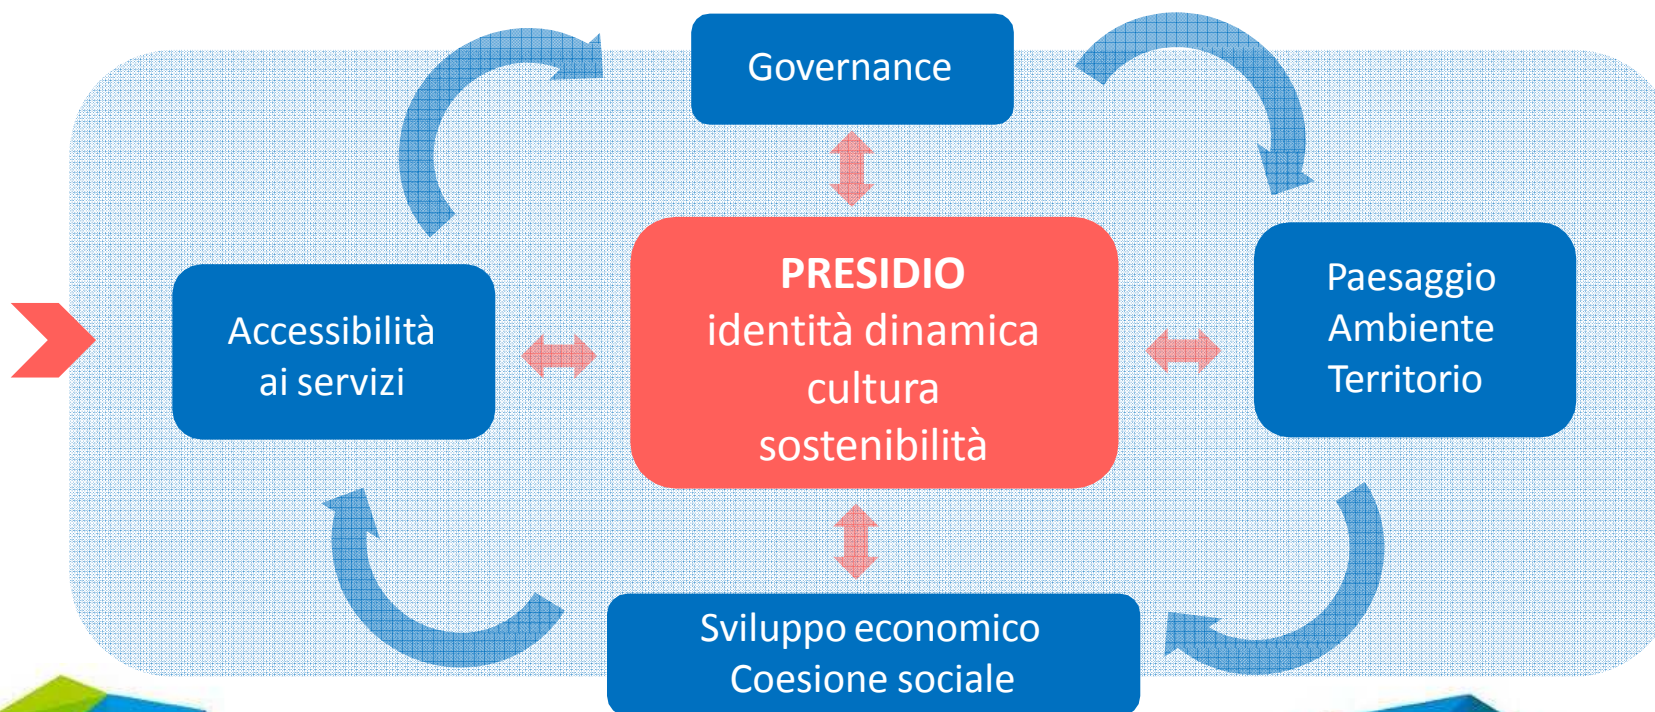 Governance
PRESIDIO
identità dinamica
cultura
sostenibilità
Accessibilità
ai servizi
Paesaggio
Ambiente
Territorio
Sviluppo economico
Coesione sociale